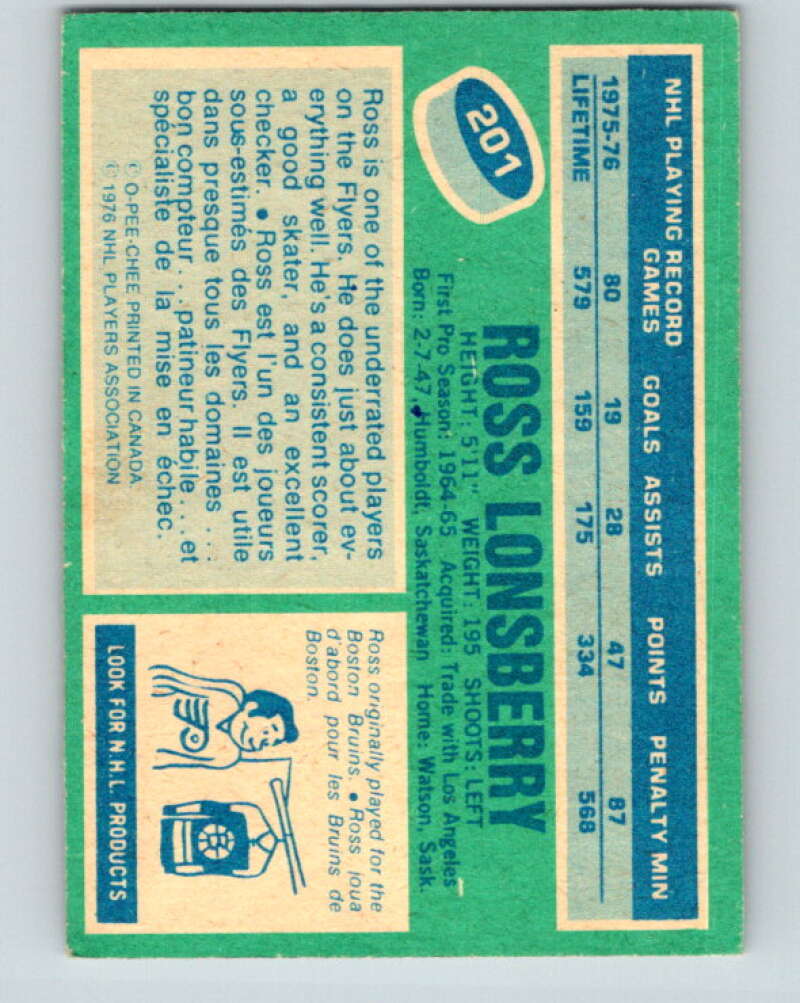 NHL PLAYING RECORD
GAMES GOALS ASSISTS POINTS PENALTY MIN
1975-76 80 19 28 47 87
LIFETIME 579 159 175 334 568
201
ROSS LONSBERRY
HEIGHT: 5'11" WEIGHT: 195 SHOOTS: LEFT
First Pro Season: 1964-65 Acquired: Trade with Los Angeles
Born: 2-7-47, Humboldt, Saskatchewan Home: Watson, Sask.
Ross is one of the underrated players
on the Flyers. He does just about ev-
erything well. He's a consistent scorer,
a good skater, and an excellent
checker. • Ross est l'un des joueurs
sous-estimés des Flyers. Il est utile
dans presque tous les domaines ...
bon compteur... patineur habile... et
spécialiste de la mise en échec.
© O-PEE-CHEE PRINTED IN CANADA
© 1976 NHL PLAYERS ASSOCIATION
Ross originally played for the
Boston Bruins. • Ross joua
d'abord pour les Bruins de
Boston.
LOOK FOR N.H.L. PRODUCTS